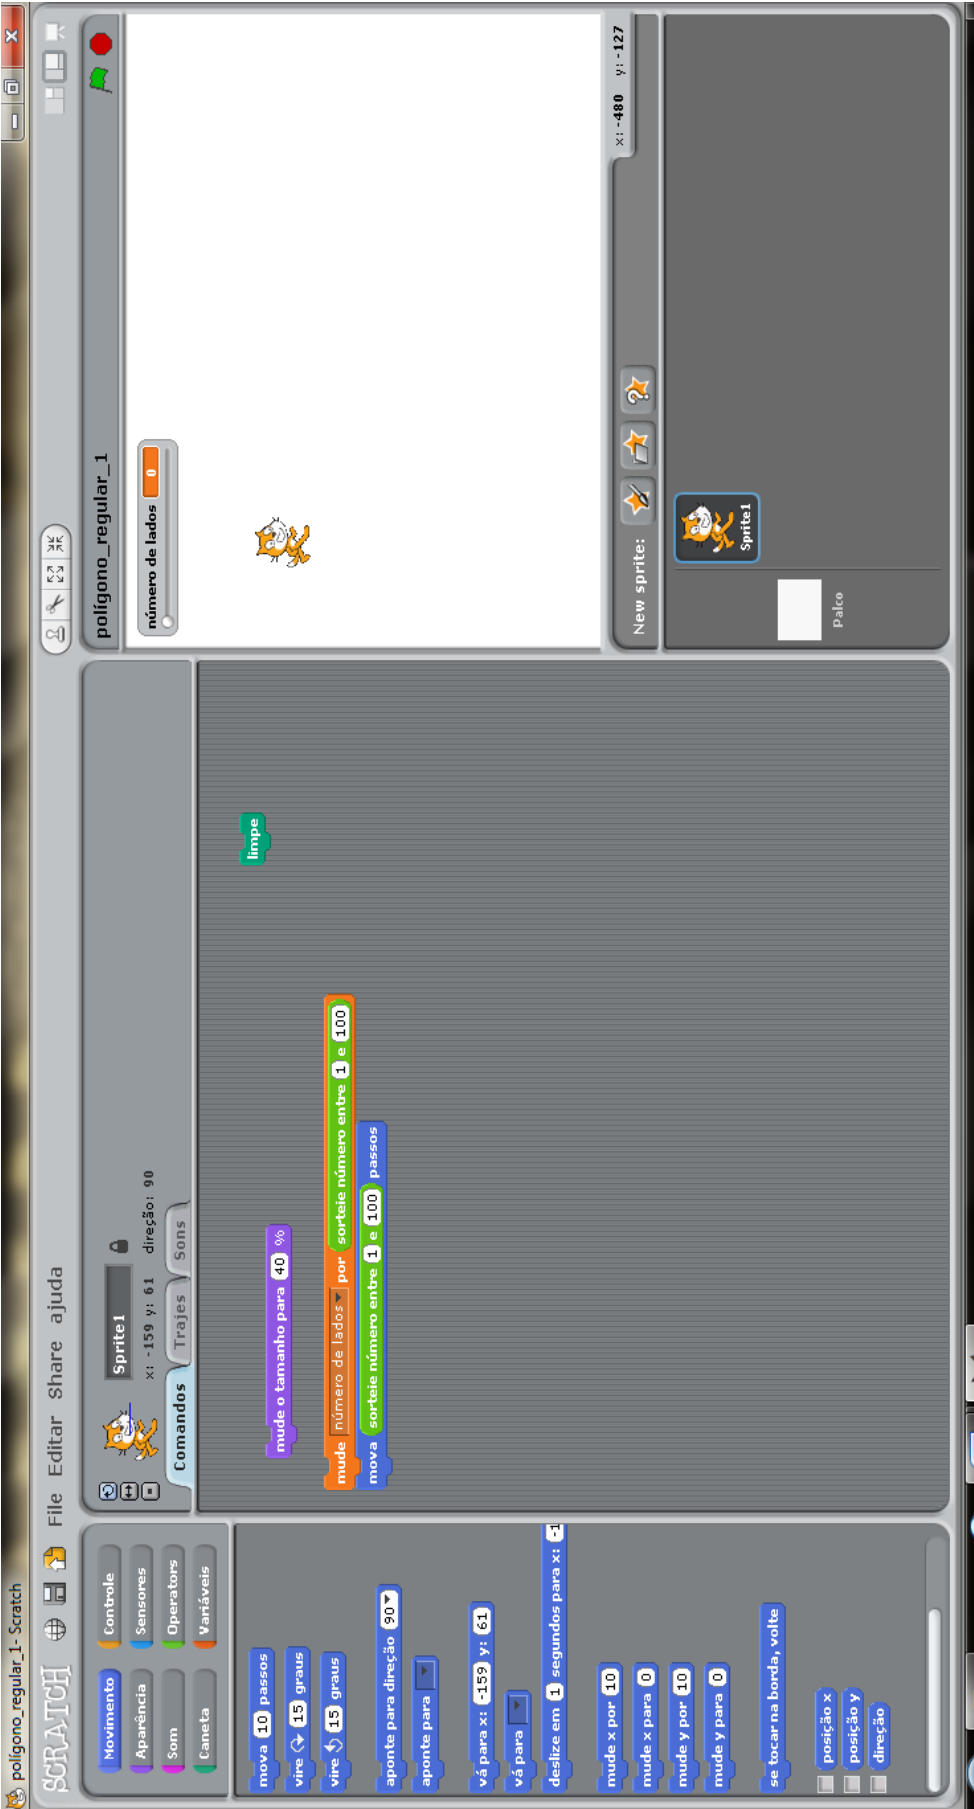 polígono_regular_1- Scratch
SCRATCH File Editar Share ajuda
Movimento Controle
Aparência Sensores
Som Operators
Caneta Variáveis
mova 10 passos
vire 15 graus
vire 15 graus
aponte para direção 90
aponte para
vá para x: -159 y: 61
vá para
deslize em 1 segundos para x: -1
mude x por 10
mude x para 0
mude y por 10
mude y para 0
se tocar na borda, volte
posição x
posição y
direção
Sprite1
x: -159 y: 61 direção: 90
Comandos Trajes Sons
limpe
mude o tamanho para 40 %
mude número de lados por sorteie número entre 1 e 100
mova sorteie número entre 1 e 100 passos
polígono_regular_1
número de lados 0
x: -480 y: -127
New sprite:
Sprite1
Palco